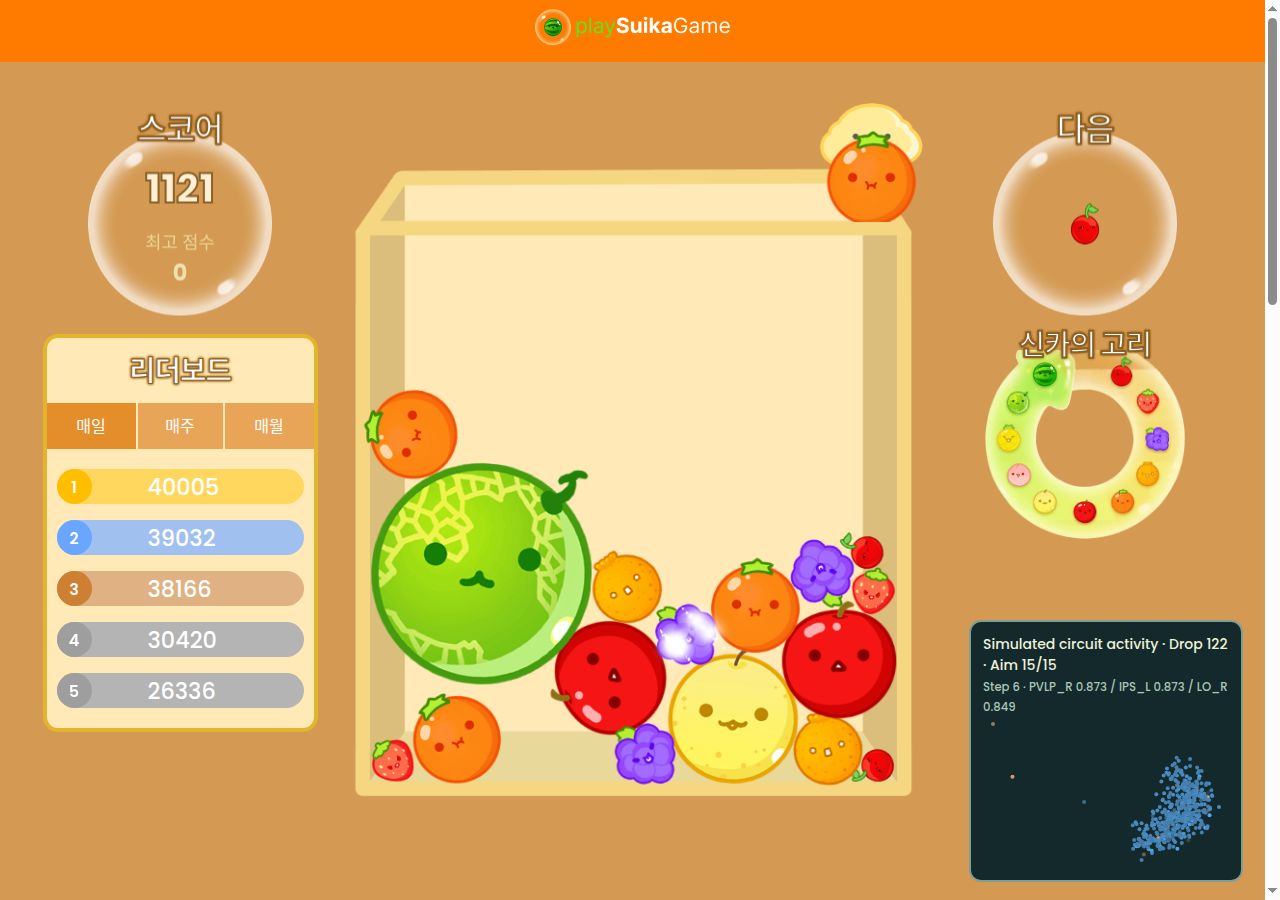 playSuikaGame
스코어
1121
최고 점수
0
리더보드
매일 매주 매월
1 40005
2 39032
3 38166
4 30420
5 26336
다음
신카의 고리
Simulated circuit activity · Drop 122
· Aim 15/15
Step 6 · PVLP_R 0.873 / IPS_L 0.873 / LO_R
0.849